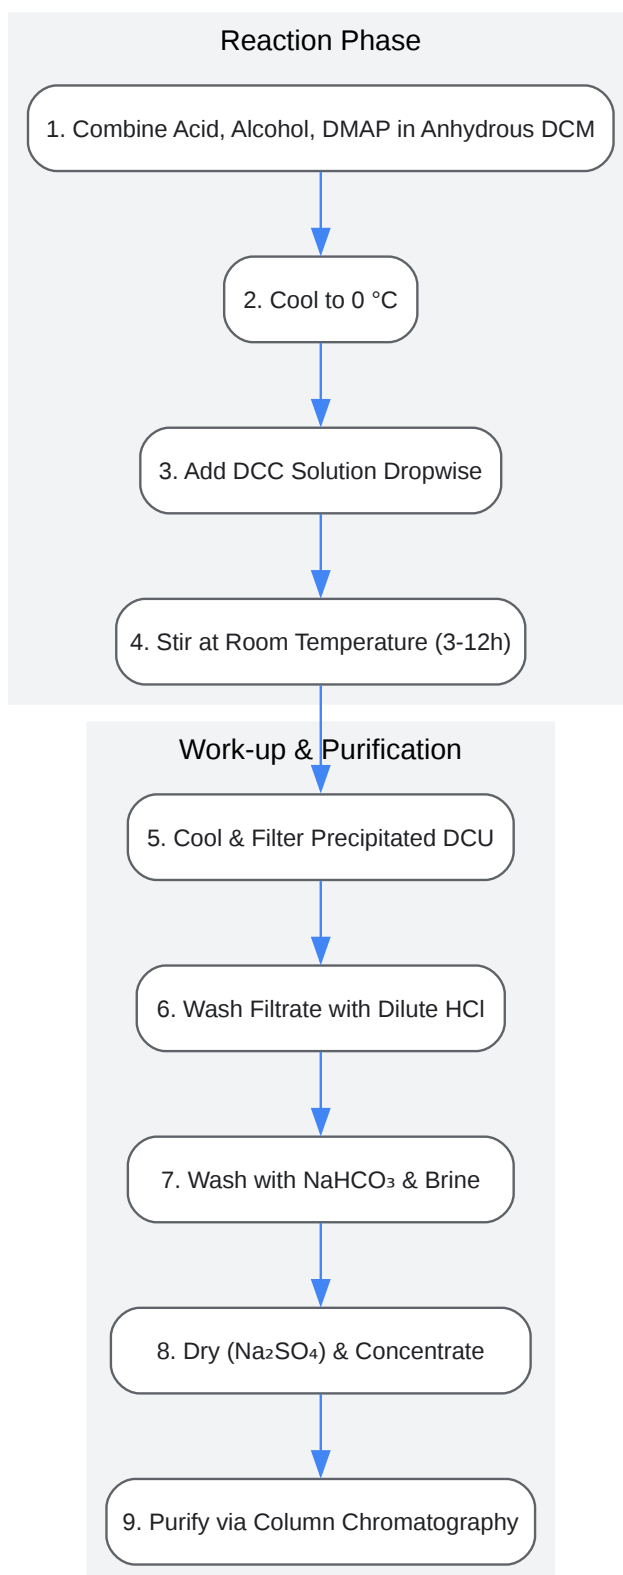 Reaction Phase
1. Combine Acid, Alcohol, DMAP in Anhydrous DCM
2. Cool to 0 °C
3. Add DCC Solution Dropwise
4. Stir at Room Temperature (3-12h)
Work-up & Purification
5. Cool & Filter Precipitated DCU
6. Wash Filtrate with Dilute HCl
7. Wash with NaHCO₃ & Brine
8. Dry (Na₂SO₄) & Concentrate
9. Purify via Column Chromatography